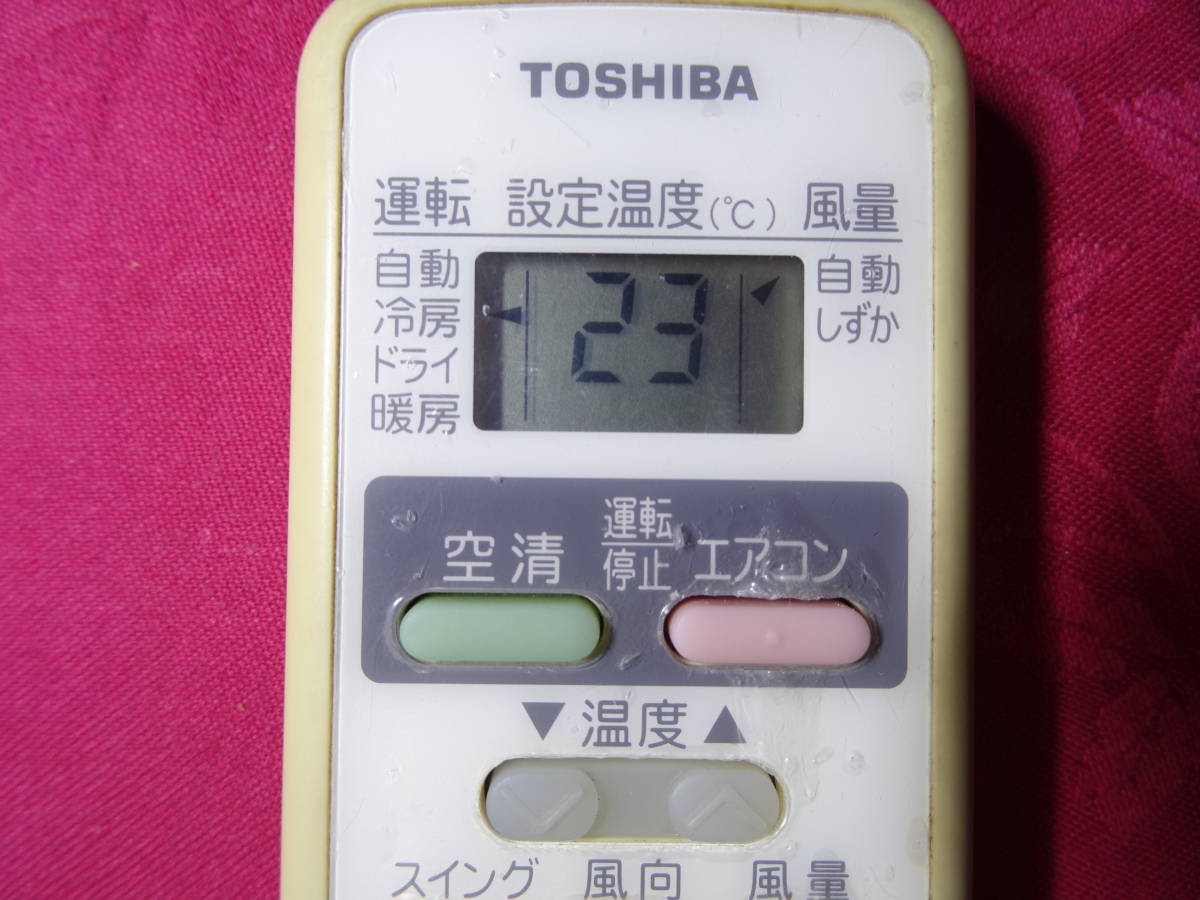 TOSHIBA
運転 設定温度(℃) 風量
自動
冷房
ドライ
暖房
23
自動
しずか
空清
運転
停止
エアコン
▼温度▲
スイング 風向 風量